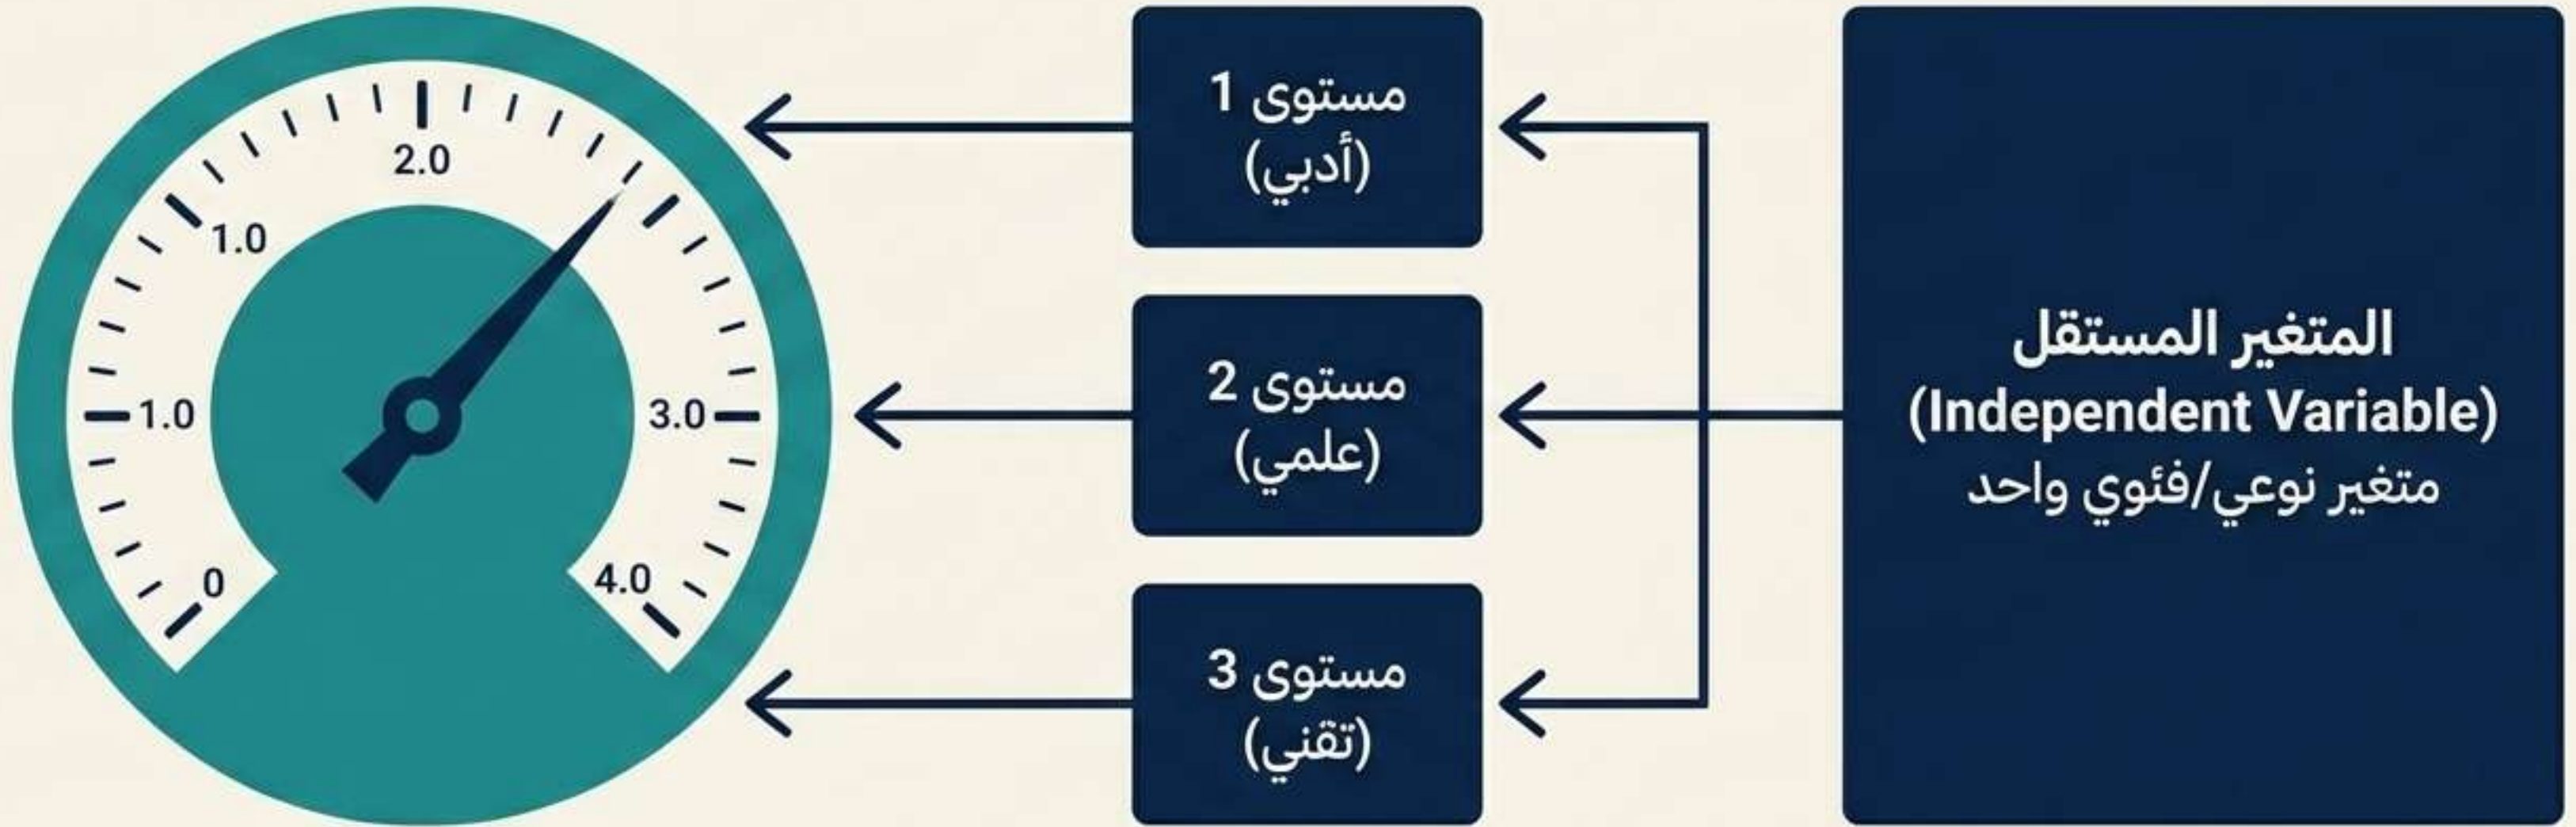 المتغير المستقل
(Independent Variable)
متغير نوعي/فئوي واحد
مستوى 1
(أدبي)
مستوى 2
(علمي)
مستوى 3
(تقني)
0
1.0
1.0
2.0
3.0
4.0